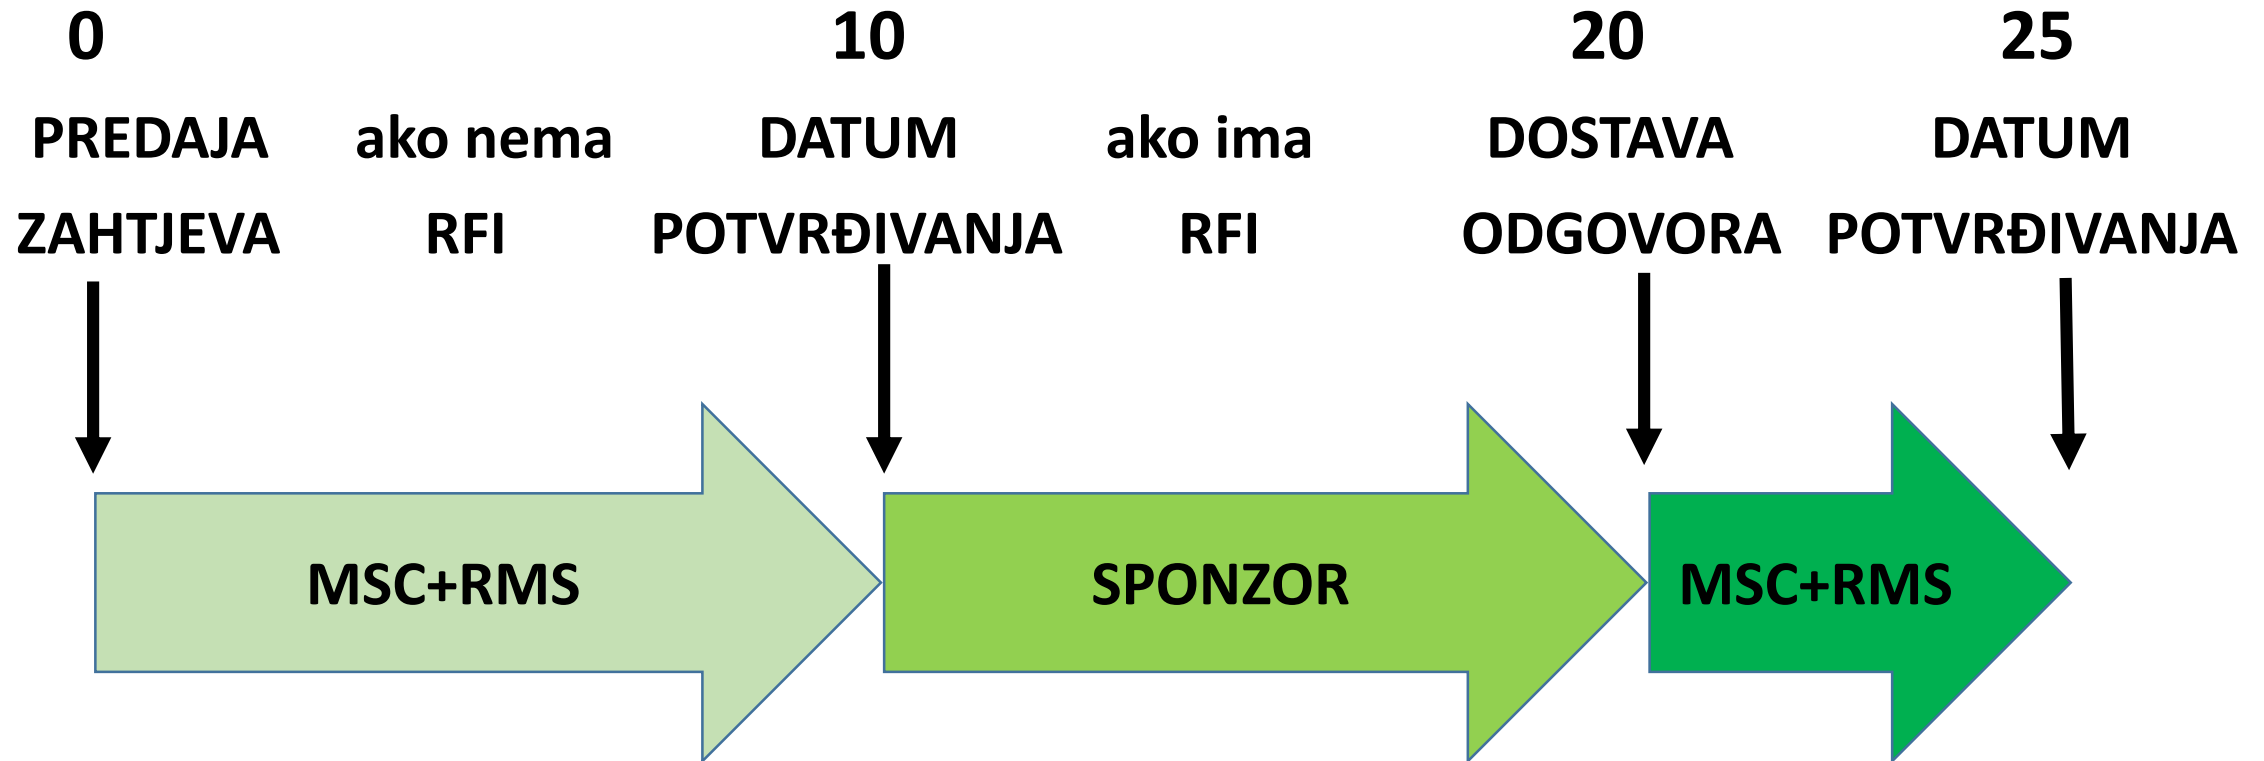 0 10 20 25
PREDAJA ako nema DATUM ako ima DOSTAVA DATUM
ZAHTJEVA RFI POTVRĐIVANJA RFI ODGOVORA POTVRĐIVANJA
MSC+RMS SPONZOR MSC+RMS